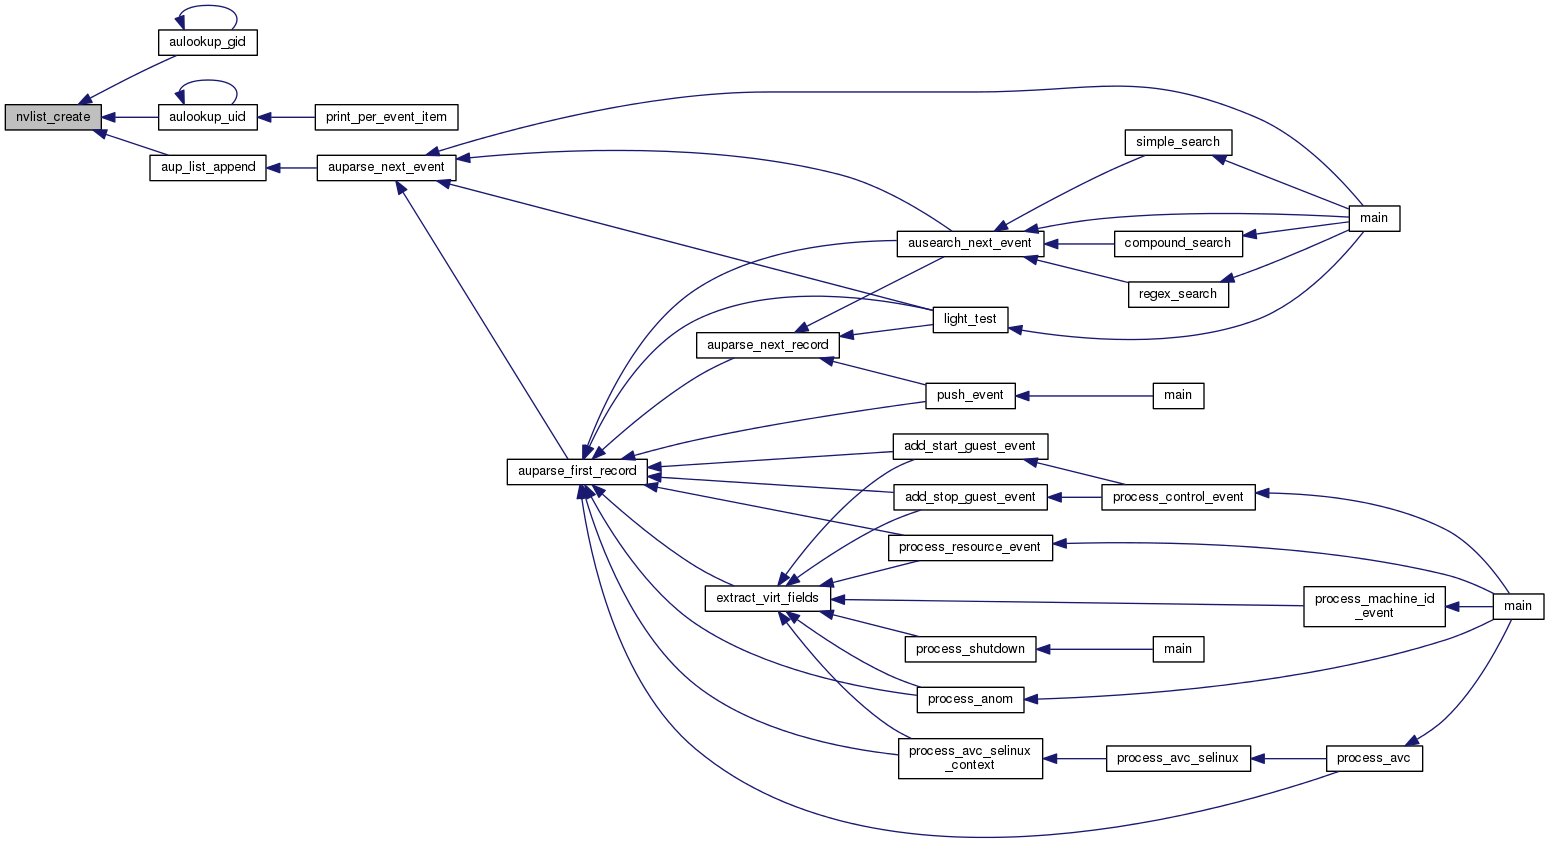 aulookup_gid
nvlist_create
aulookup_uid
print_per_event_item
aup_list_append
auparse_next_event
simple_search
main
ausearch_next_event
compound_search
regex_search
light_test
auparse_next_record
push_event
main
add_start_guest_event
auparse_first_record
add_stop_guest_event
process_control_event
process_resource_event
extract_virt_fields
process_machine_id
_event
main
process_shutdown
main
process_anom
process_avc_selinux
_context
process_avc_selinux
process_avc